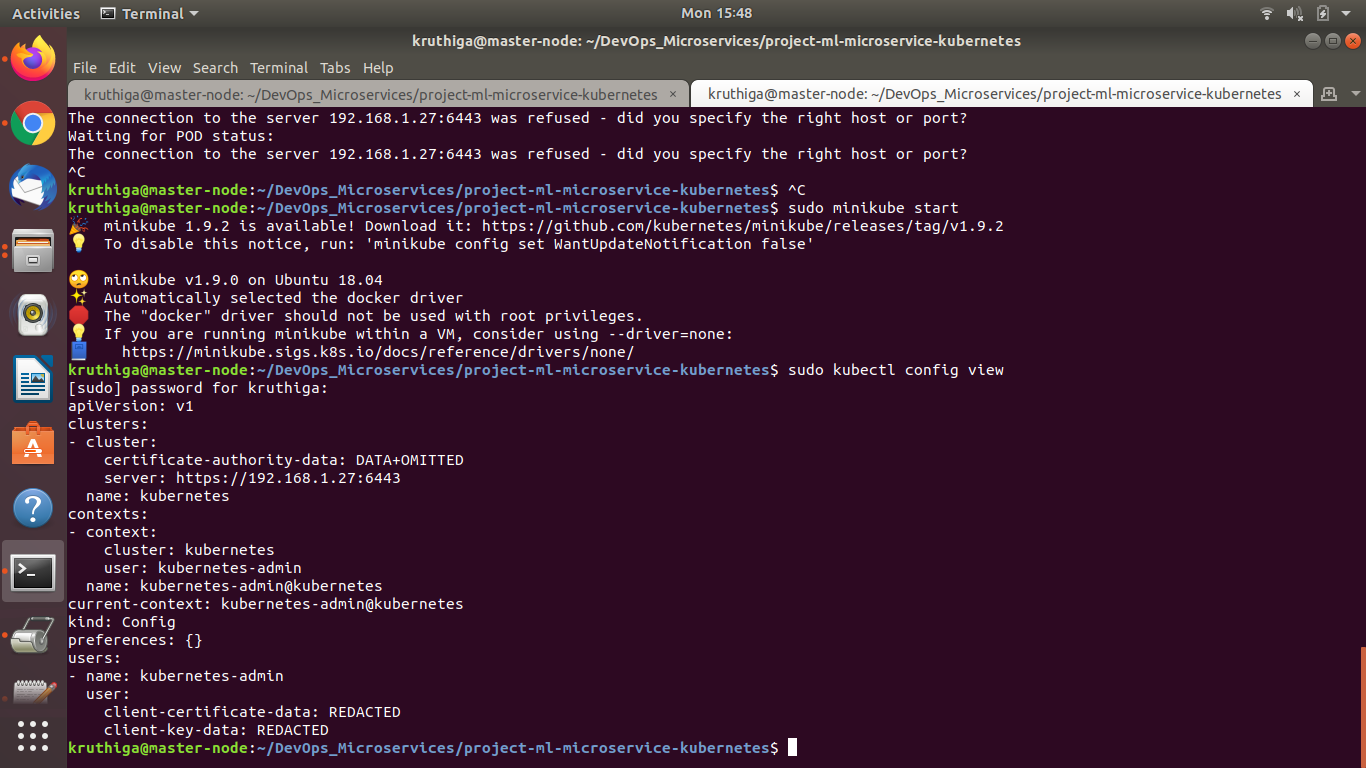 Activities
Terminal
Mon 15:48
kruthiga@master-node: ~/DevOps_Microservices/project-ml-microservice-kubernetes
File Edit View Search Terminal Tabs Help
kruthiga@master-node: ~/DevOps_Microservices/project-ml-microservice-kubernetes ×
kruthiga@master-node: ~/DevOps_Microservices/project-ml-microservice-kubernetes ×
The connection to the server 192.168.1.27:6443 was refused - did you specify the right host or port?
Waiting for POD status:
The connection to the server 192.168.1.27:6443 was refused - did you specify the right host or port?
^C
kruthiga@master-node:~/DevOps_Microservices/project-ml-microservice-kubernetes$ ^C
kruthiga@master-node:~/DevOps_Microservices/project-ml-microservice-kubernetes$ sudo minikube start
minikube 1.9.2 is available! Download it: https://github.com/kubernetes/minikube/releases/tag/v1.9.2
To disable this notice, run: 'minikube config set WantUpdateNotification false'
minikube v1.9.0 on Ubuntu 18.04
Automatically selected the docker driver
The "docker" driver should not be used with root privileges.
If you are running minikube within a VM, consider using --driver=none:
https://minikube.sigs.k8s.io/docs/reference/drivers/none/
kruthiga@master-node:~/DevOps_Microservices/project-ml-microservice-kubernetes$ sudo kubectl config view
[sudo] password for kruthiga:
apiVersion: v1
clusters:
- cluster:
    certificate-authority-data: DATA+OMITTED
    server: https://192.168.1.27:6443
  name: kubernetes
contexts:
- context:
    cluster: kubernetes
    user: kubernetes-admin
  name: kubernetes-admin@kubernetes
current-context: kubernetes-admin@kubernetes
kind: Config
preferences: {}
users:
- name: kubernetes-admin
  user:
    client-certificate-data: REDACTED
    client-key-data: REDACTED
kruthiga@master-node:~/DevOps_Microservices/project-ml-microservice-kubernetes$